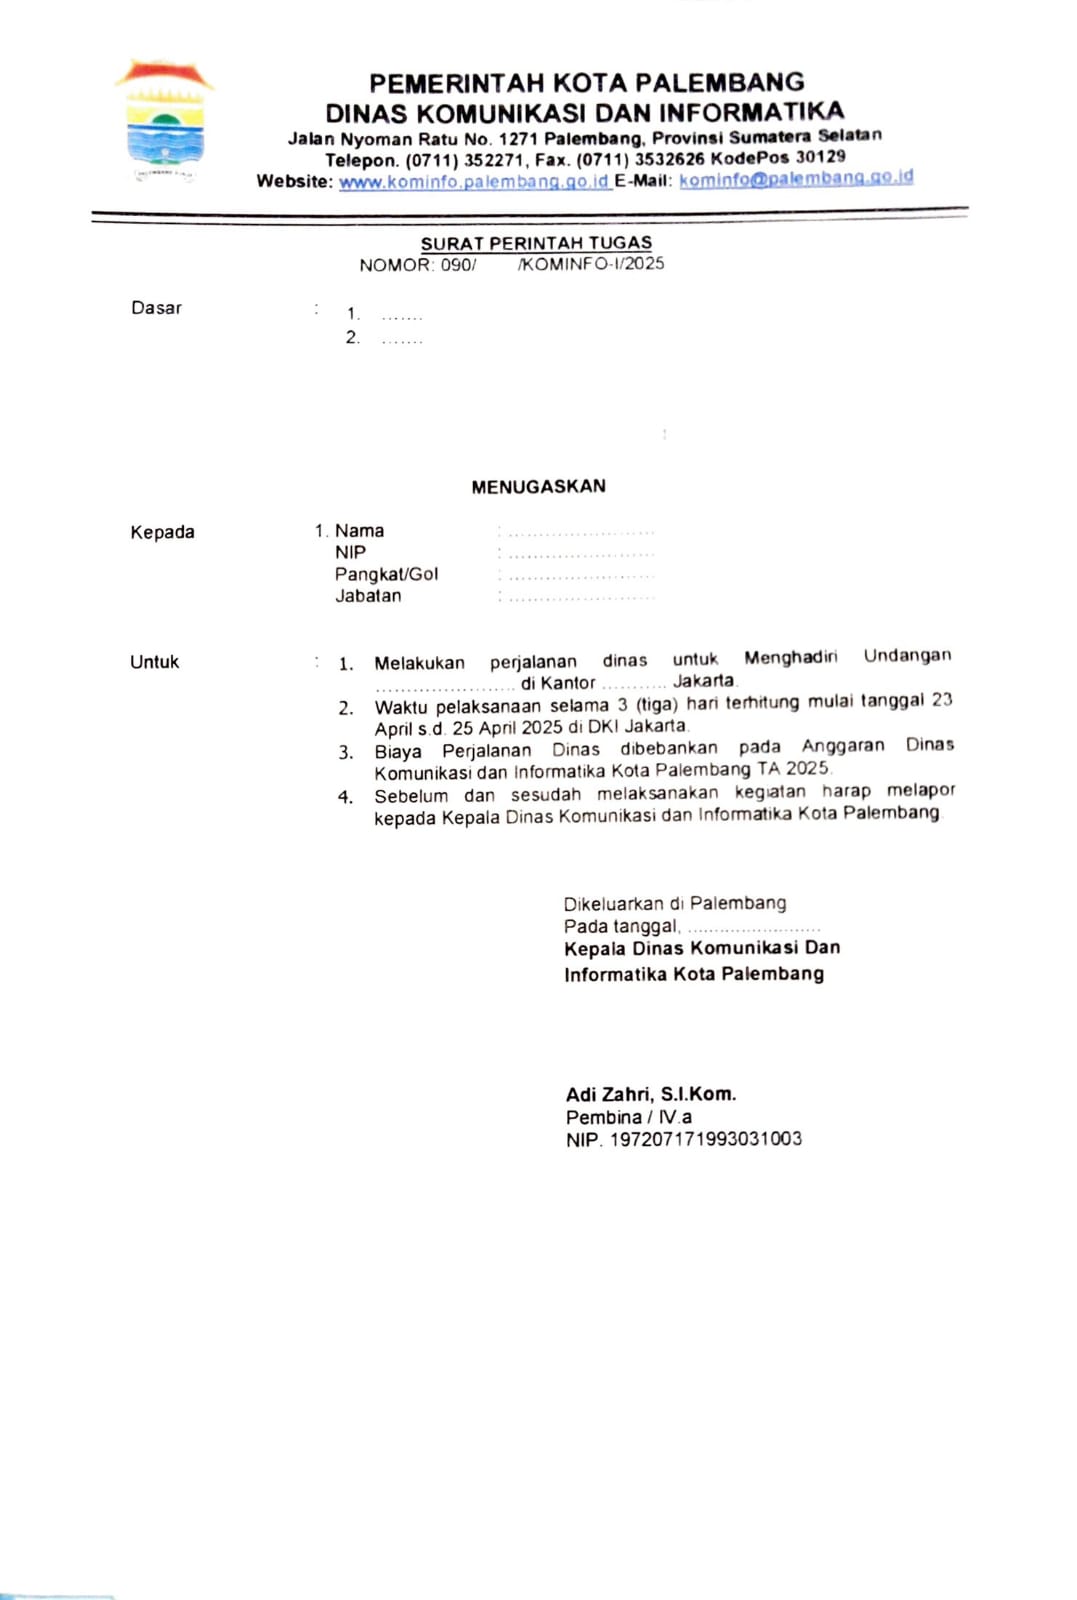 PEMERINTAH KOTA PALEMBANG
DINAS KOMUNIKASI DAN INFORMATIKA
Jalan Nyoman Ratu No. 1271 Palembang, Provinsi Sumatera Selatan
Telepon. (0711) 352271, Fax. (0711) 3532626 KodePos 30129
Website: www.kominfo.palembang.go.id E-Mail: kominfo@palembang.go.id
SURAT PERINTAH TUGAS
NOMOR: 090/ /KOMINFO-I/2025
Dasar : 1. .......
2. .......
MENUGASKAN
Kepada 1. Nama : ........................
NIP : ........................
Pangkat/Gol : ........................
Jabatan : ........................
Untuk : 1. Melakukan perjalanan dinas untuk Menghadiri Undangan
....................... di Kantor ........... Jakarta.
2. Waktu pelaksanaan selama 3 (tiga) hari terhitung mulai tanggal 23
April s.d. 25 April 2025 di DKI Jakarta.
3. Biaya Perjalanan Dinas dibebankan pada Anggaran Dinas
Komunikasi dan Informatika Kota Palembang TA 2025.
4. Sebelum dan sesudah melaksanakan kegiatan harap melapor
kepada Kepala Dinas Komunikasi dan Informatika Kota Palembang.
Dikeluarkan di Palembang
Pada tanggal, .........................
Kepala Dinas Komunikasi Dan
Informatika Kota Palembang
Adi Zahri, S.I.Kom.
Pembina / IV.a
NIP. 197207171993031003